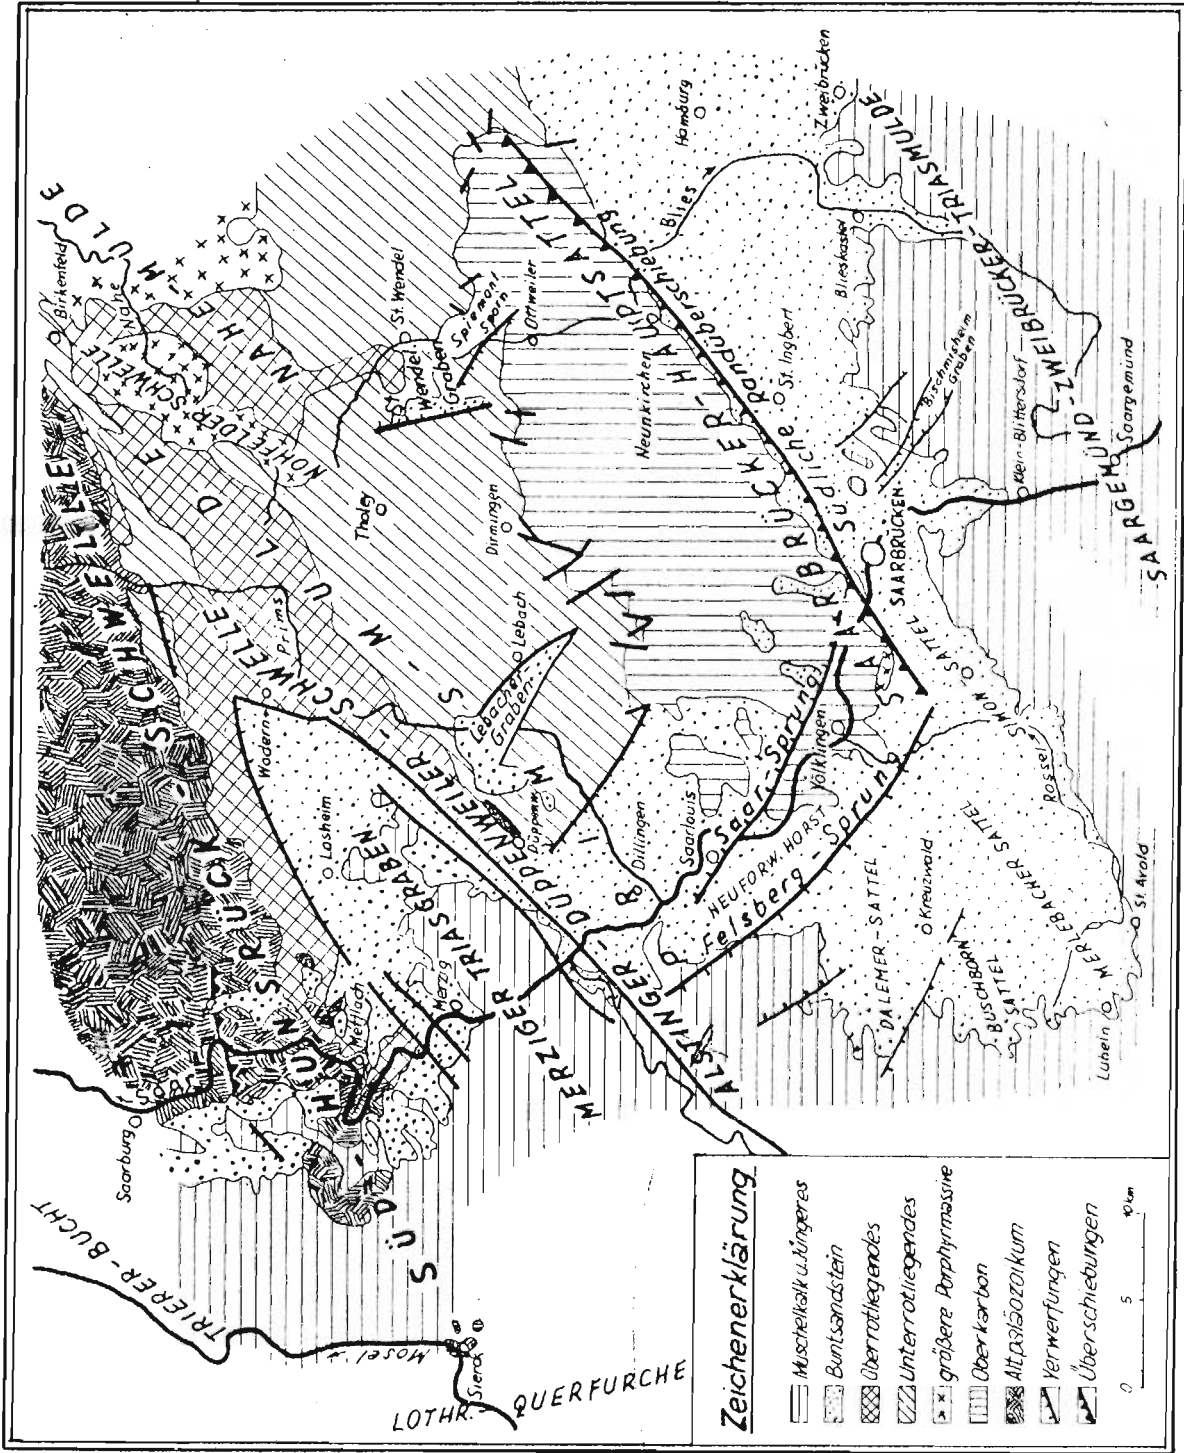 TRIERER-BUCHT
Saarburg
Saar
Mosel
Sierck
LOTHR.-
QUERFURCHE
SÜD-
HUNSRÜCK
SCHWELLE
Mettlach
Merzig
MERZIGER TRIASGRABEN
Losheim
Wadern
Prims
ALSTINGER-DÜPPENWEILER-SCHWELLE
Düppenw.
Dillingen
PRIMS-MULDE
Lebacher
Graben
Lebach
Birkenfeld
Nahe
NAHE-MULDE
NOHFELDER SCHWELLE
Tholey
Dirmingen
St. Wendel
St.
Wendel
Graben
Spiemont
Sporn
Ottweiler
Neunkirchen
SAARBRÜCKER-HAUPTSATTEL
Südliche Randüberschiebung
Homburg
Zweibrücken
Blies
Blieskastel
St. Ingbert
Bischmisheim
Graben
SAARBRÜCKEN
SAARGEMÜND-ZWEIBRÜCKER-TRIASMULDE
Klein-Blittersdorf
Saargemünd
SIMON SATTEL
Rossel
Saarlouis
Saar-Sprung
Völklingen
NEUFORW. HORST
Felsberg-Sprung
DALEMER-SATTEL
Kreuzwald
BUSCHBORN
SATTEL
MERLEBACHER SATTEL
St. Avold
Lubeln
Zeichenerklärung
Muschelkalk u. Jüngeres
Buntsandstein
Oberrotliegendes
Unterrotliegendes
größere Porphyrmassive
Oberkarbon
Altpaläozoikum
Verwerfungen
Überschiebungen
0 5 10 km